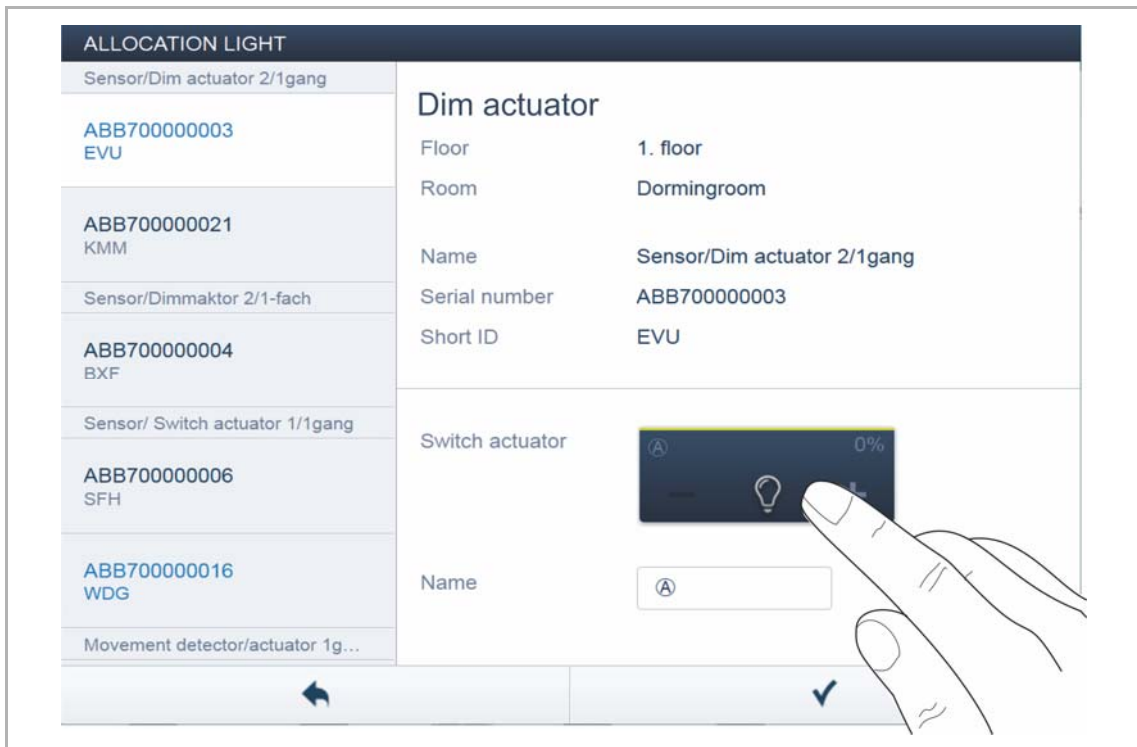 ALLOCATION LIGHT
Sensor/Dim actuator 2/1gang
ABB700000003
EVU
ABB700000021
KMM
Sensor/Dimmaktor 2/1-fach
ABB700000004
BXF
Sensor/ Switch actuator 1/1gang
ABB700000006
SFH
ABB700000016
WDG
Movement detector/actuator 1g...
Dim actuator
Floor 1. floor
Room Dormingroom
Name Sensor/Dim actuator 2/1gang
Serial number ABB700000003
Short ID EVU
Switch actuator
Ⓐ 0%
Name Ⓐ